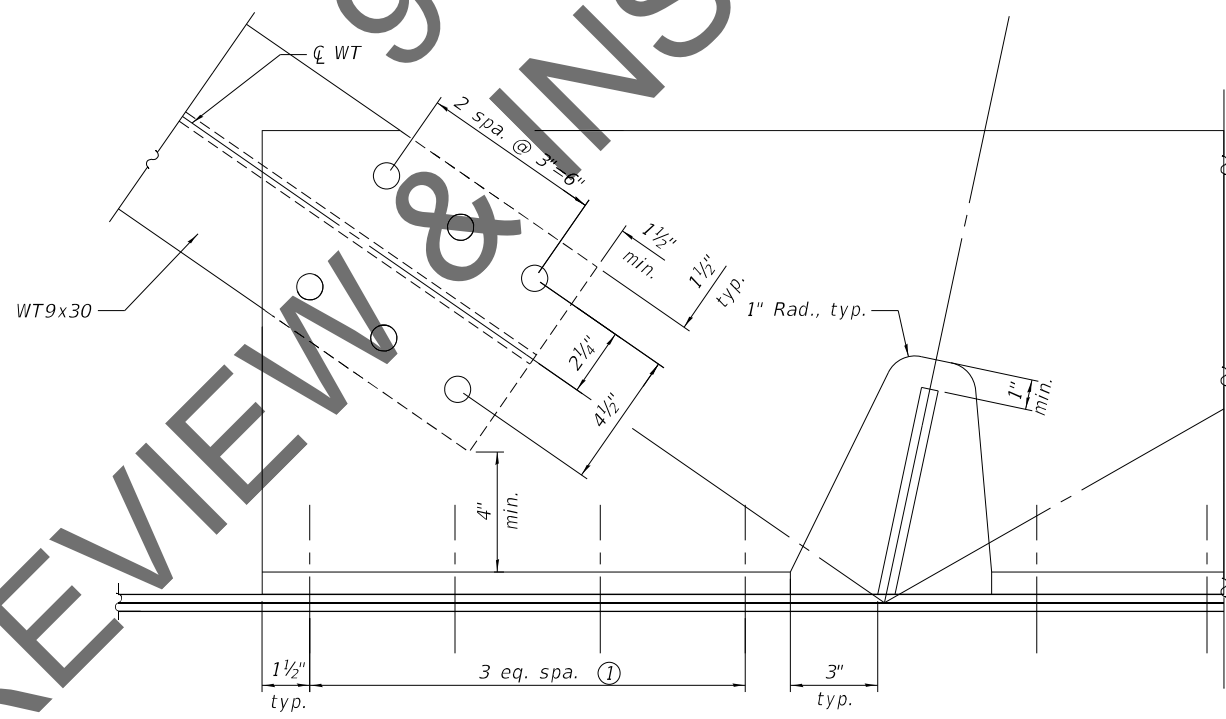 9
& INS
REVIEW
℄ WT
2 spa. @ 3"=6"
1½"
min.
1½"
typ.
WT9x30
1" Rad., typ.
2¼"
4½"
1"
min.
4"
min.
1½"
typ.
3 eq. spa. ①
3"
typ.